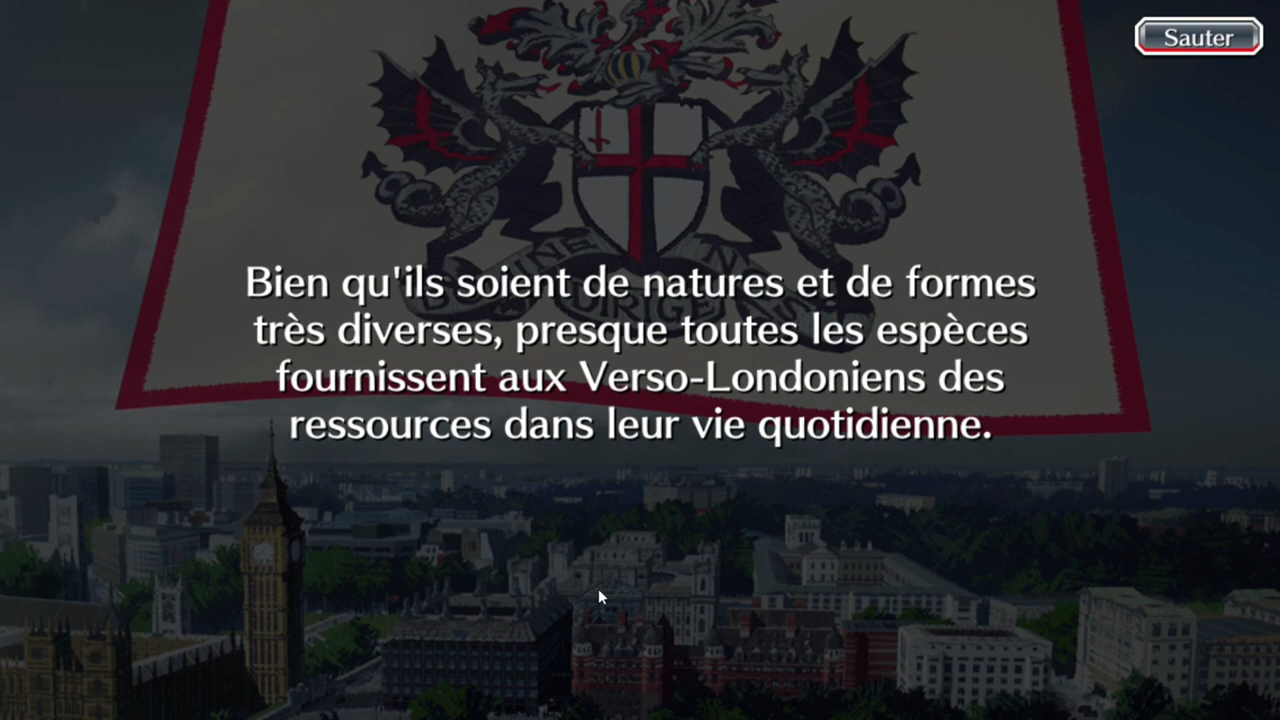 Sauter
Bien qu'ils soient de natures et de formes
très diverses, presque toutes les espèces
fournissent aux Verso-Londoniens des
ressources dans leur vie quotidienne.